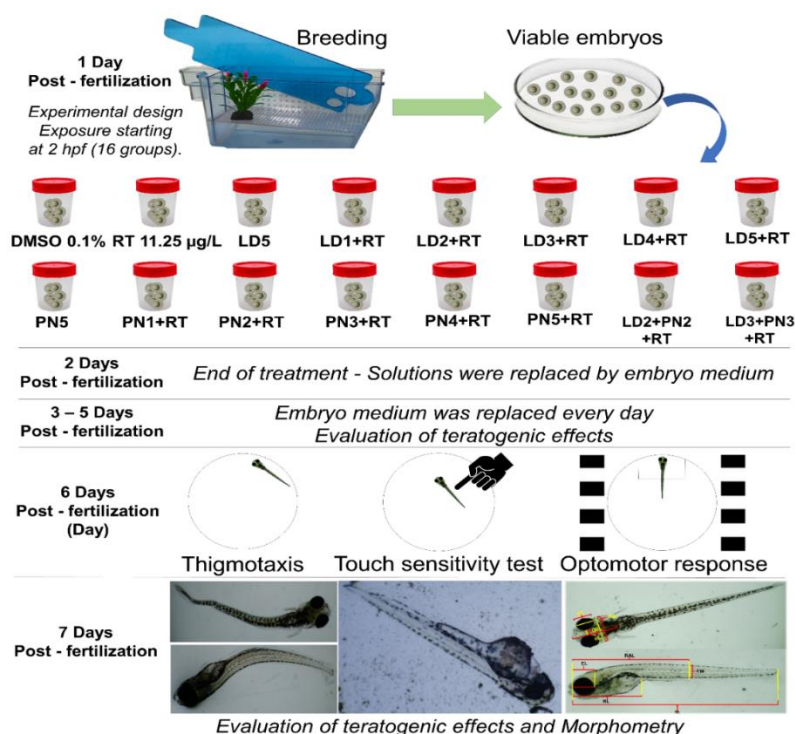 Breeding
Viable embryos
1 Day
Post - fertilization
Experimental design
Exposure starting
at 2 hpf (16 groups).
DMSO 0.1% RT 11.25 µg/L LD5 LD1+RT LD2+RT LD3+RT LD4+RT LD5+RT
PN5 PN1+RT PN2+RT PN3+RT PN4+RT PN5+RT LD2+PN2 +RT LD3+PN3 +RT
2 Days
Post - fertilization
End of treatment - Solutions were replaced by embryo medium
3 – 5 Days
Post - fertilization
Embryo medium was replaced every day
Evaluation of teratogenic effects
6 Days
Post - fertilization
(Day)
Thigmotaxis
Touch sensitivity test
Optomotor response
7 Days
Post - fertilization
Evaluation of teratogenic effects and Morphometry